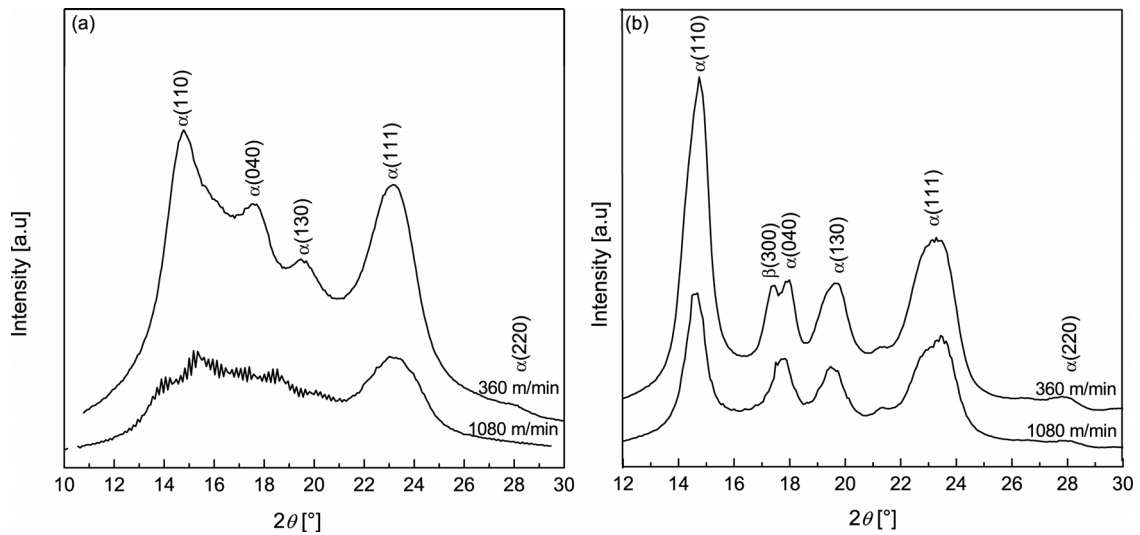 (a)
α(110)
α(040)
α(130)
α(111)
α(220)
360 m/min
1080 m/min
Intensity [a.u]
10 12 14 16 18 20 22 24 26 28 30
2θ [°]
(b)
α(110)
β(300)
α(040)
α(130)
α(111)
α(220)
360 m/min
1080 m/min
Intensity [a.u]
12 14 16 18 20 22 24 26 28 30
2θ [°]